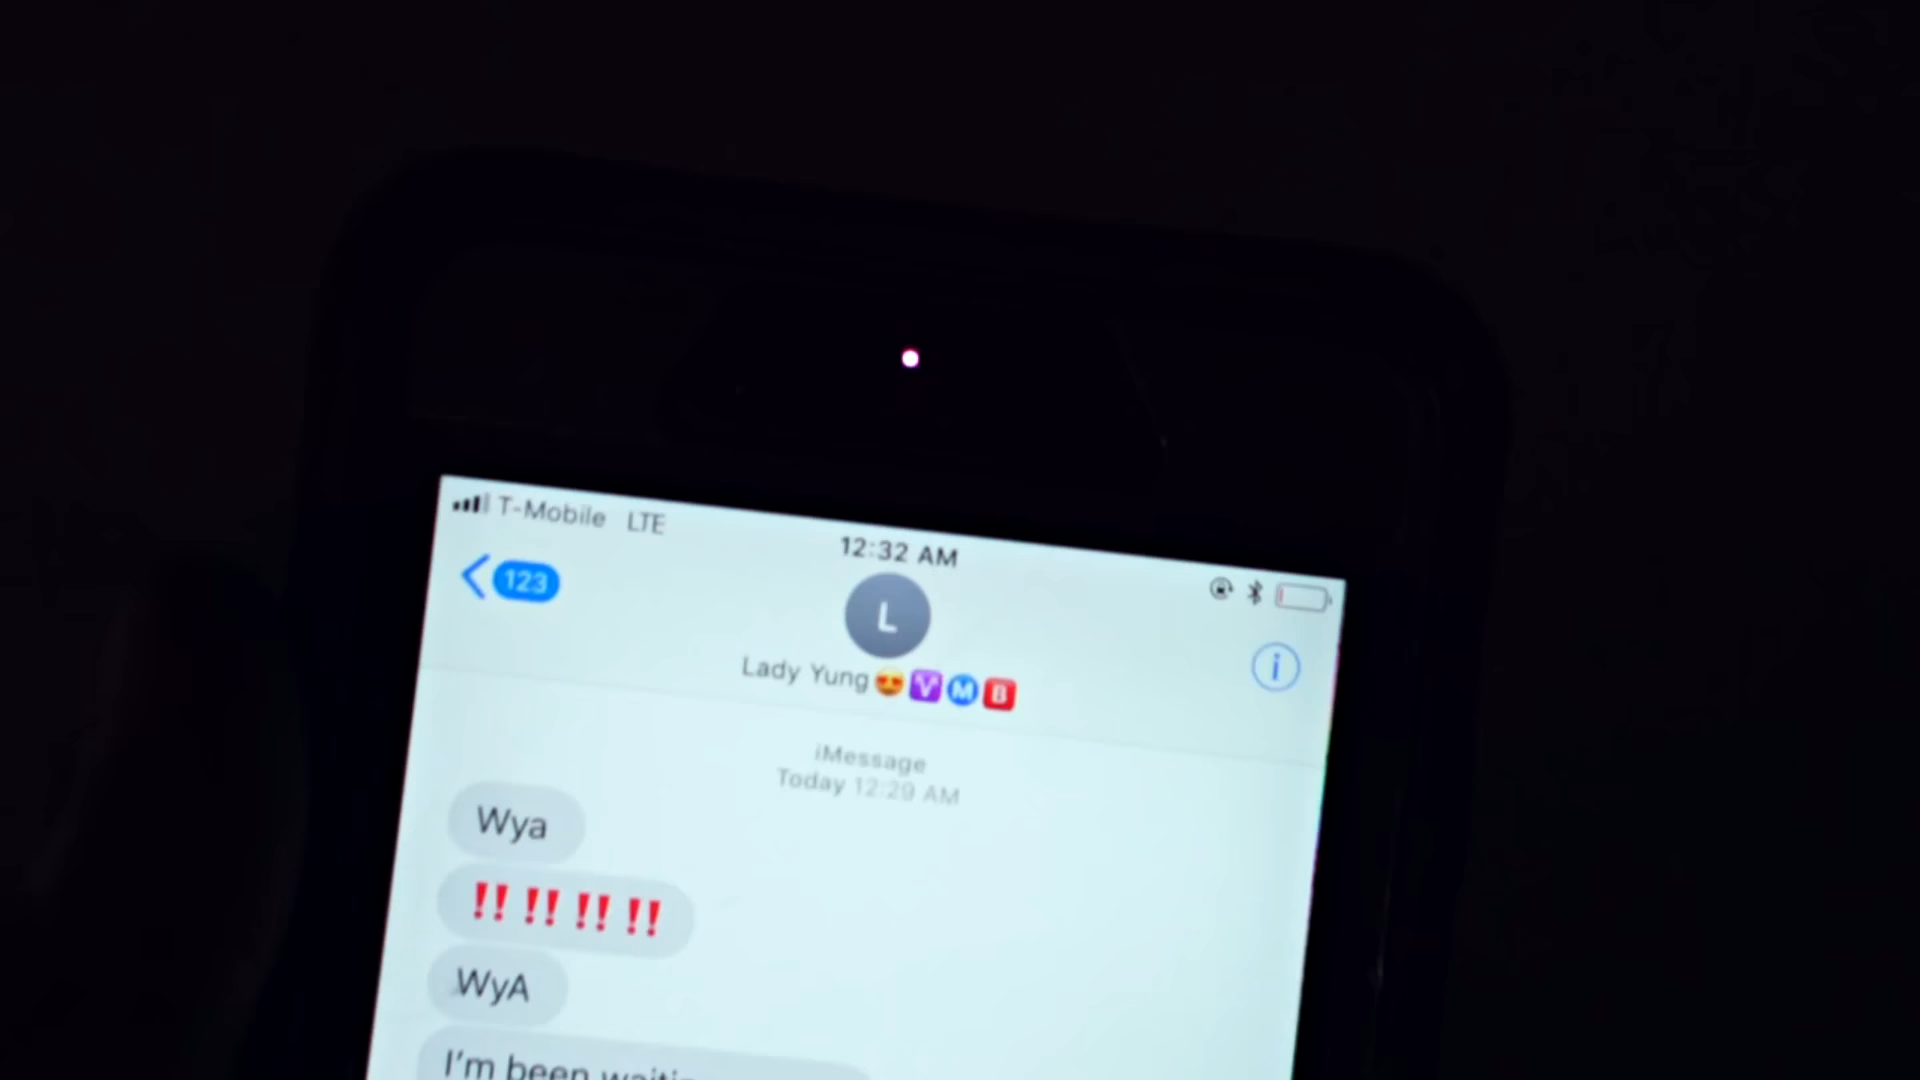 T-Mobile LTE
12:32 AM
123
L
Lady Yung😍🆅Ⓜ️🅱️
iMessage
Today 12:29 AM
Wya
‼️‼️‼️‼️
WyA
I'm been